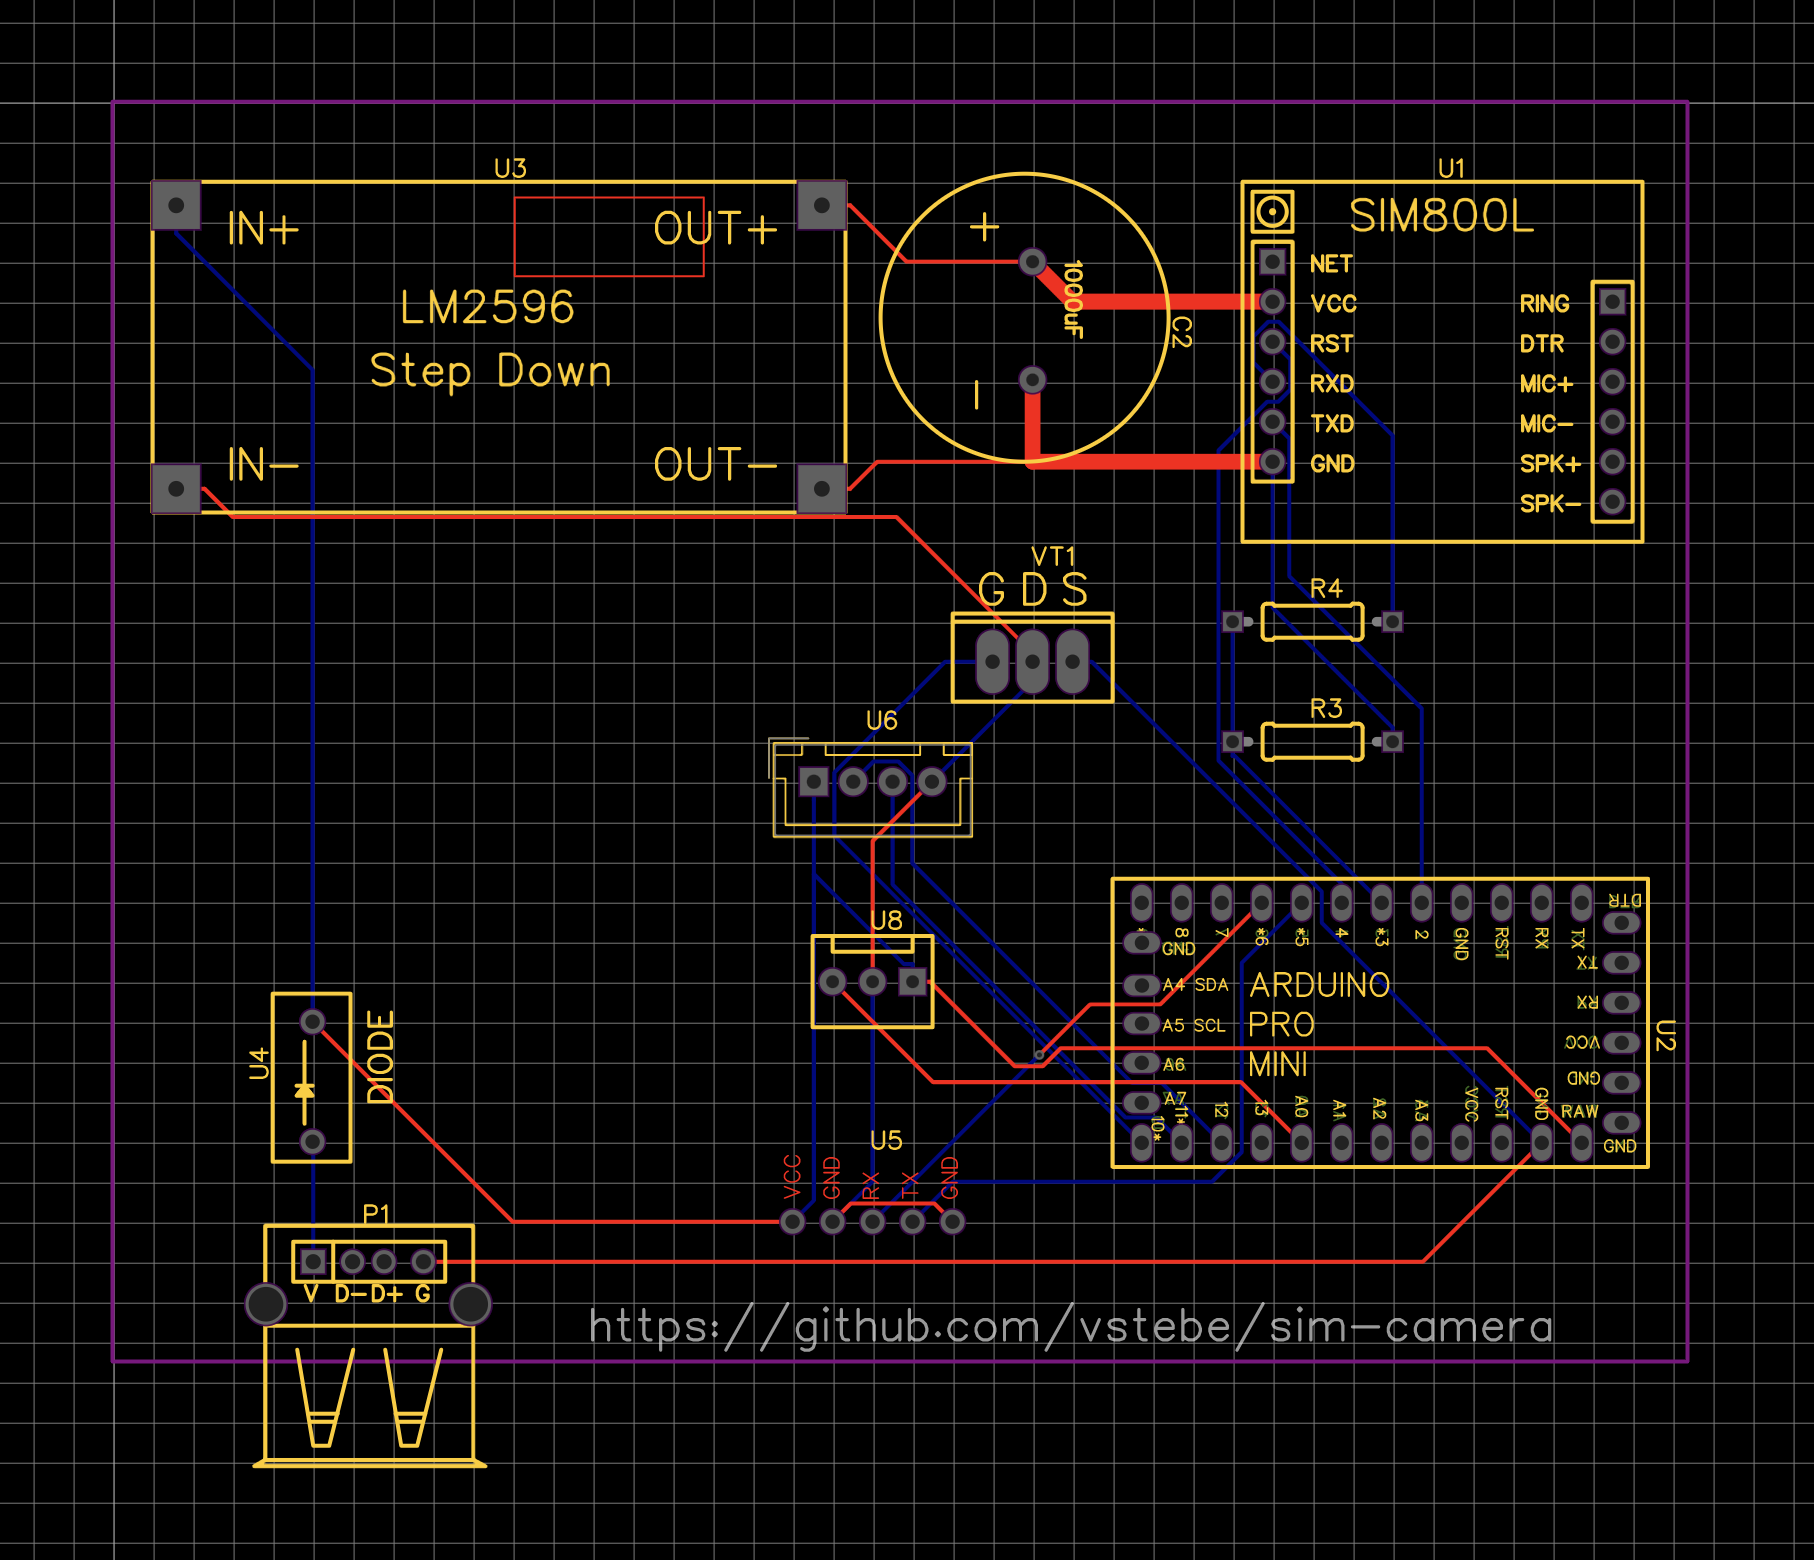 U3
IN+
OUT+
LM2596
Step Down
IN-
OUT-
+
1000uF
C2
-
U1
SIM800L
NET
VCC
RST
RXD
TXD
GND
RING
DTR
MIC+
MIC-
SPK+
SPK-
VT1
G D S
R4
R3
U6
U8
U4
DIODE
U5
VCC GND RX TX GND
P1
V D- D+ G
U2
ARDUINO
PRO
MINI
* 8 7 *6 *5 4 *3 2 GND RST RX TX
GND
A4 SDA
A5 SCL
A6
A7
10* 11* 12 13 A0 A1 A2 A3 VCC RST GND RAW
DTR
TX
RX
VCC
GND
GND
https://github.com/vstebe/sim-camera